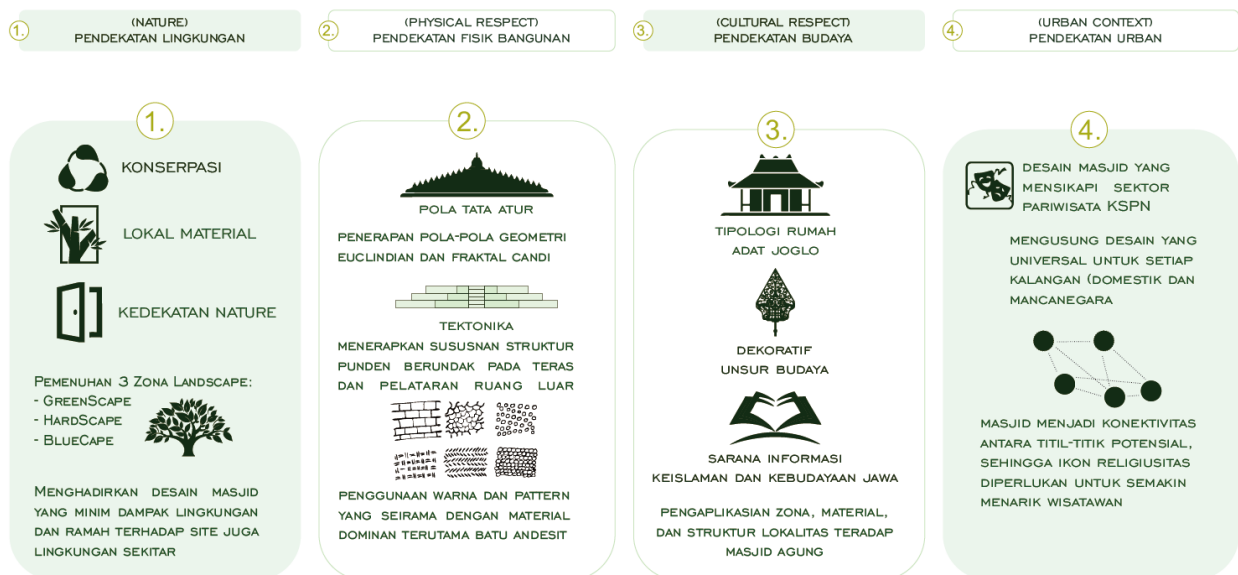 1.
(NATURE)
PENDEKATAN LINGKUNGAN
2.
(PHYSICAL RESPECT)
PENDEKATAN FISIK BANGUNAN
3.
(CULTURAL RESPECT)
PENDEKATAN BUDAYA
4.
(URBAN CONTEXT)
PENDEKATAN URBAN
1.
KONSERPASI
LOKAL MATERIAL
KEDEKATAN NATURE
PEMENUHAN 3 ZONA LANDSCAPE:
- GREENSCAPE
- HARDSCAPE
- BLUECAPE
MENGHADIRKAN DESAIN MASJID
YANG MINIM DAMPAK LINGKUNGAN
DAN RAMAH TERHADAP SITE JUGA
LINGKUNGAN SEKITAR
2.
POLA TATA ATUR
PENERAPAN POLA-POLA GEOMETRI
EUCLINDIAN DAN FRAKTAL CANDI
TEKTONIKA
MENERAPKAN SUSUSNAN STRUKTUR
PUNDEN BERUNDAK PADA TERAS
DAN PELATARAN RUANG LUAR
PENGGUNAAN WARNA DAN PATTERN
YANG SEIRAMA DENGAN MATERIAL
DOMINAN TERUTAMA BATU ANDESIT
3.
TIPOLOGI RUMAH
ADAT JOGLO
DEKORATIF
UNSUR BUDAYA
SARANA INFORMASI
KEISLAMAN DAN KEBUDAYAAN JAWA
PENGAPLIKASIAN ZONA, MATERIAL,
DAN STRUKTUR LOKALITAS TERADAP
MASJID AGUNG
4.
DESAIN MASJID YANG
MENSIKAPI SEKTOR
PARIWISATA KSPN
MENGUSUNG DESAIN YANG
UNIVERSAL UNTUK SETIAP
KALANGAN (DOMESTIK DAN
MANCANEGARA
MASJID MENJADI KONEKTIVITAS
ANTARA TITIL-TITIK POTENSIAL,
SEHINGGA IKON RELIGIUSITAS
DIPERLUKAN UNTUK SEMAKIN
MENARIK WISATAWAN